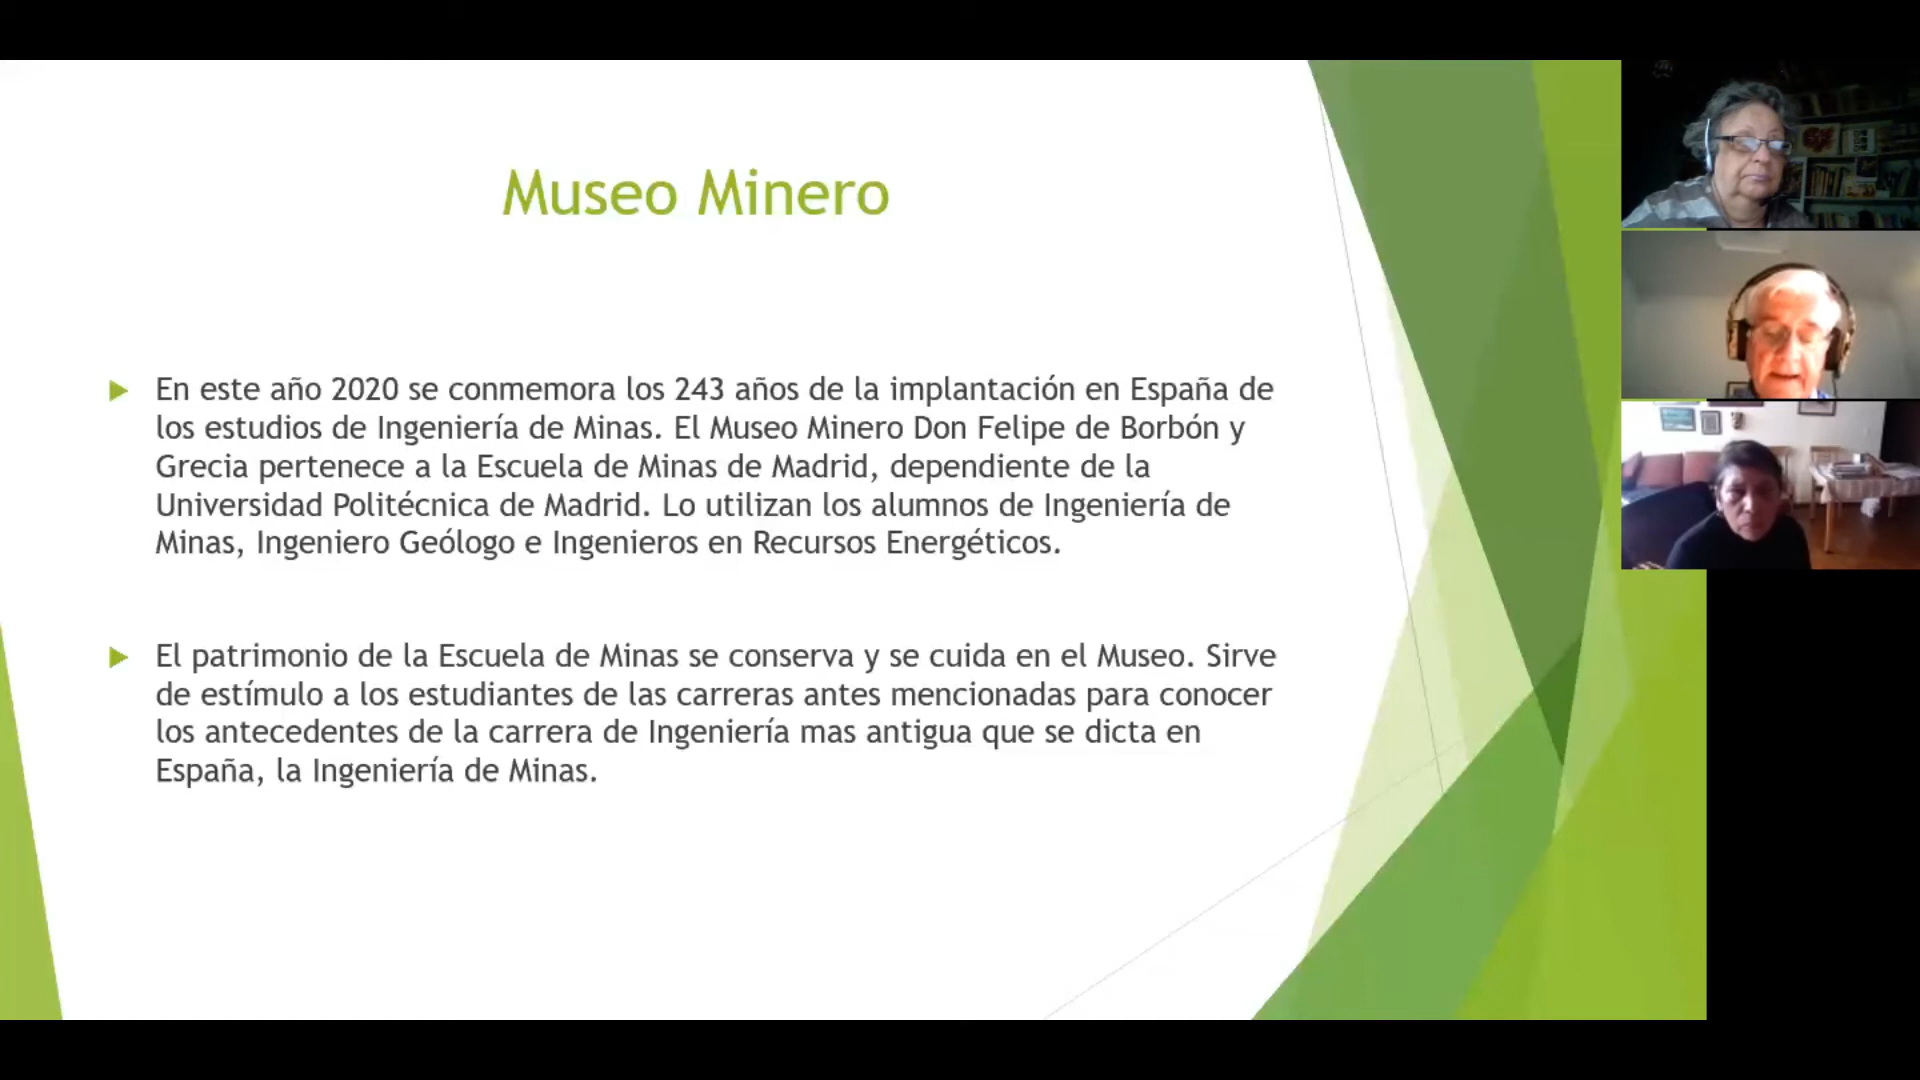 Museo Minero
En este año 2020 se conmemora los 243 años de la implantación en España de
los estudios de Ingeniería de Minas. El Museo Minero Don Felipe de Borbón y
Grecia pertenece a la Escuela de Minas de Madrid, dependiente de la
Universidad Politécnica de Madrid. Lo utilizan los alumnos de Ingeniería de
Minas, Ingeniero Geólogo e Ingenieros en Recursos Energéticos.
El patrimonio de la Escuela de Minas se conserva y se cuida en el Museo. Sirve
de estímulo a los estudiantes de las carreras antes mencionadas para conocer
los antecedentes de la carrera de Ingeniería mas antigua que se dicta en
España, la Ingeniería de Minas.